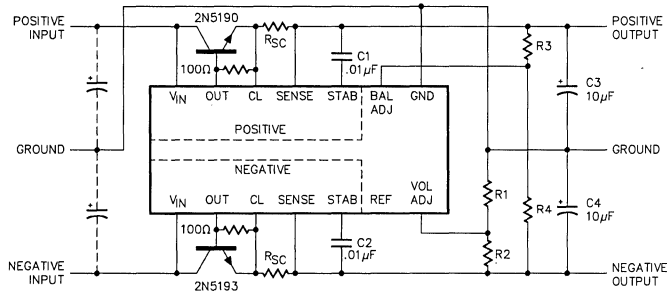 POSITIVE INPUT
2N5190
RSC
POSITIVE OUTPUT
R3
100Ω
C1
.01µF
C3
10µF
VIN OUT CL SENSE STAB BAL ADJ GND
POSITIVE
GROUND
GROUND
NEGATIVE
R1
R4
C4
10µF
VIN OUT CL SENSE STAB REF VOL ADJ
100Ω
C2
.01µF
R2
RSC
NEGATIVE INPUT
2N5193
NEGATIVE OUTPUT